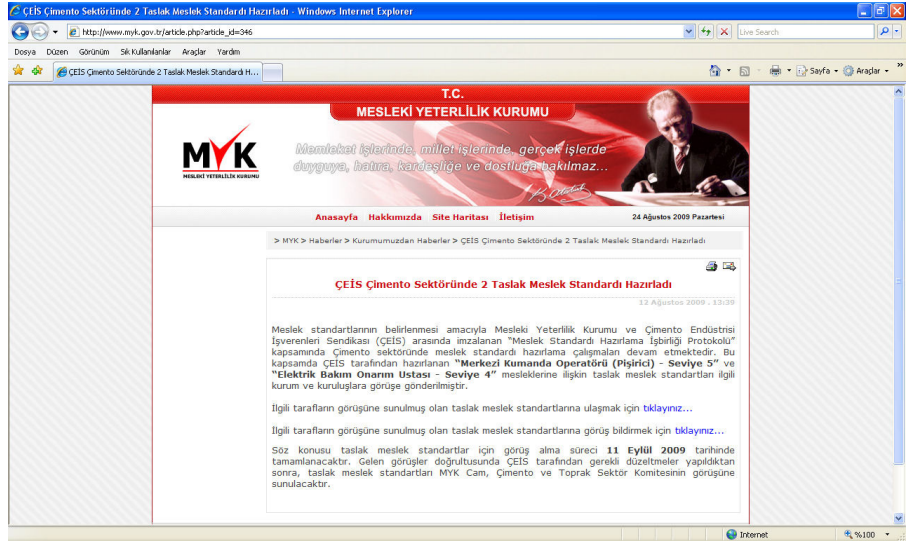 ÇEİS Çimento Sektöründe 2 Taslak Meslek Standardı Hazırladı - Windows Internet Explorer
http://www.myk.gov.tr/article.php?article_id=346
Live Search
Dosya Düzen Görünüm Sık Kullanılanlar Araçlar Yardım
ÇEİS Çimento Sektöründe 2 Taslak Meslek Standardı H...
Sayfa Araçlar
T.C.
MESLEKİ YETERLİLİK KURUMU
MYK
MESLEKİ YETERLİLİK KURUMU
Memleket işlerinde, millet işlerinde, gerçek işlerde
duyguya, hatıra, kardeşliğe ve dostluğa bakılmaz...
K. Atatürk
Anasayfa Hakkımızda Site Haritası İletişim
24 Ağustos 2009 Pazartesi
> MYK > Haberler > Kurumumuzdan Haberler > ÇEİS Çimento Sektöründe 2 Taslak Meslek Standardı Hazırladı
ÇEİS Çimento Sektöründe 2 Taslak Meslek Standardı Hazırladı
12 Ağustos 2009 . 13:39
Meslek standartlarının belirlenmesi amacıyla Mesleki Yeterlilik Kurumu ve Çimento Endüstrisi
İşverenleri Sendikası (ÇEİS) arasında imzalanan "Meslek Standardı Hazırlama İşbirliği Protokolü"
kapsamında Çimento sektöründe meslek standardı hazırlama çalışmaları devam etmektedir. Bu
kapsamda ÇEİS tarafından hazırlanan "Merkezi Kumanda Operatörü (Pişirici) - Seviye 5" ve
"Elektrik Bakım Onarım Ustası - Seviye 4" mesleklerine ilişkin taslak meslek standartları ilgili
kurum ve kuruluşlara görüşe gönderilmiştir.
İlgili tarafların görüşüne sunulmuş olan taslak meslek standartlarına ulaşmak için tıklayınız...
İlgili tarafların görüşüne sunulmuş olan taslak meslek standartlarına görüş bildirmek için tıklayınız...
Söz konusu taslak meslek standartlar için görüş alma süreci 11 Eylül 2009 tarihinde
tamamlanacaktır. Gelen görüşler doğrultusunda ÇEİS tarafından gerekli düzeltmeler yapıldıktan
sonra, taslak meslek standartları MYK Cam, Çimento ve Toprak Sektör Komitesinin görüşüne
sunulacaktır.
Internet
%100